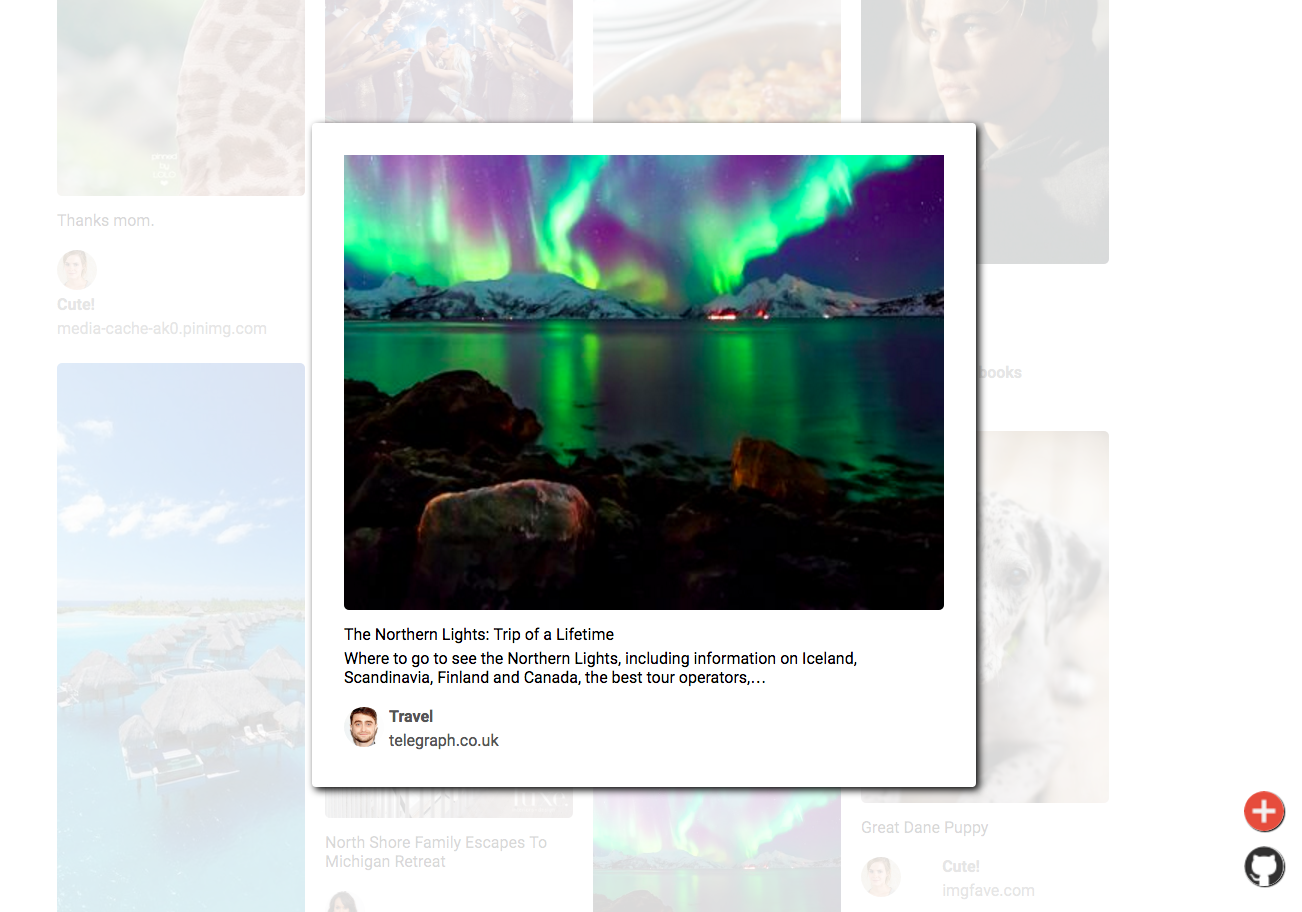 Thanks mom.
Cute!
media-cache-ak0.pinimg.com
The Northern Lights: Trip of a Lifetime
Where to go to see the Northern Lights, including information on Iceland,
Scandinavia, Finland and Canada, the best tour operators,...
Travel
telegraph.co.uk
North Shore Family Escapes To
Michigan Retreat
books
Great Dane Puppy
Cute!
imgfave.com